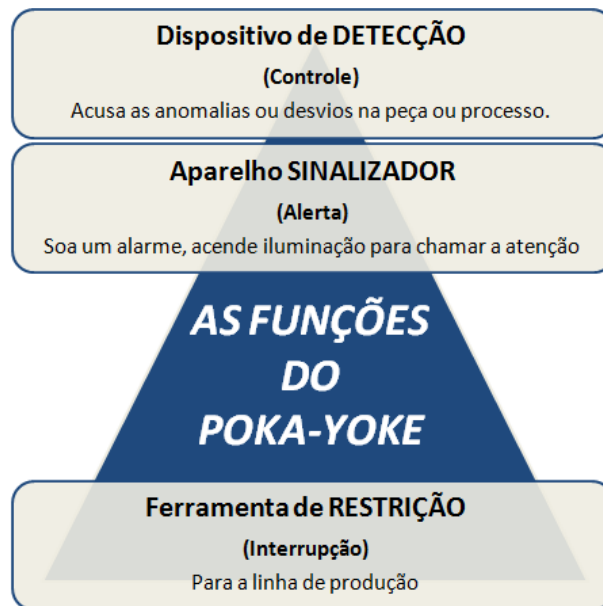 Dispositivo de DETECÇÃO
(Controle)
Acusa as anomalias ou desvios na peça ou processo.
Aparelho SINALIZADOR
(Alerta)
Soa um alarme, acende iluminação para chamar a atenção
AS FUNÇÕES
DO
POKA-YOKE
Ferramenta de RESTRIÇÃO
(Interrupção)
Para a linha de produção